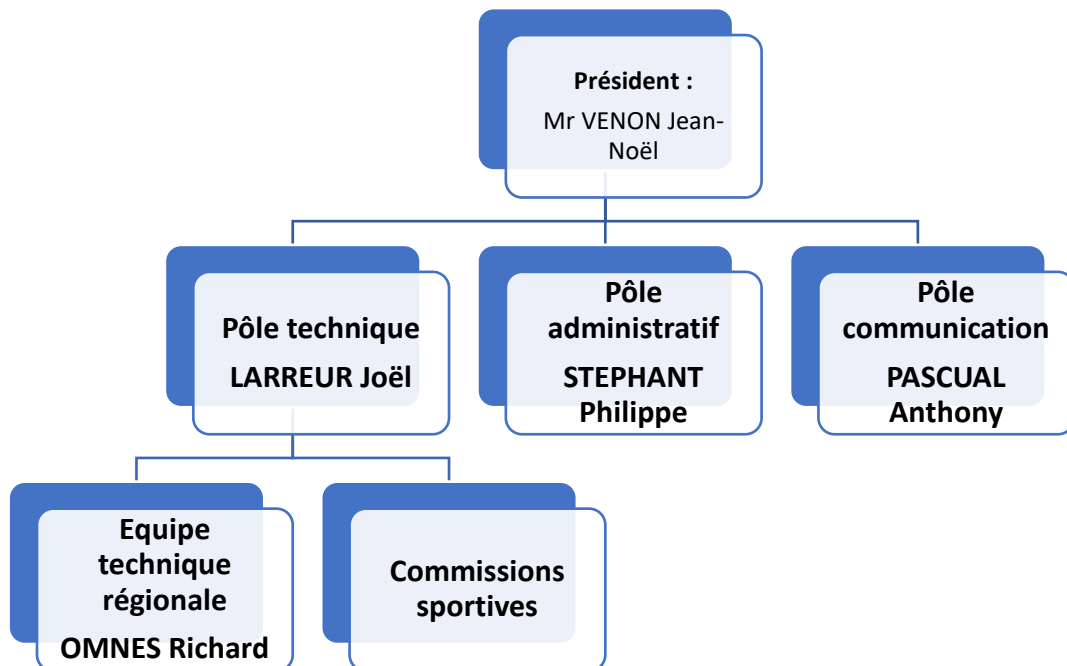 Président :
Mr VENON Jean-
Noël
Pôle technique
LARREUR Joël
Pôle
administratif
STEPHANT
Philippe
Pôle
communication
PASCUAL
Anthony
Equipe
technique
régionale
OMNES Richard
Commissions
sportives